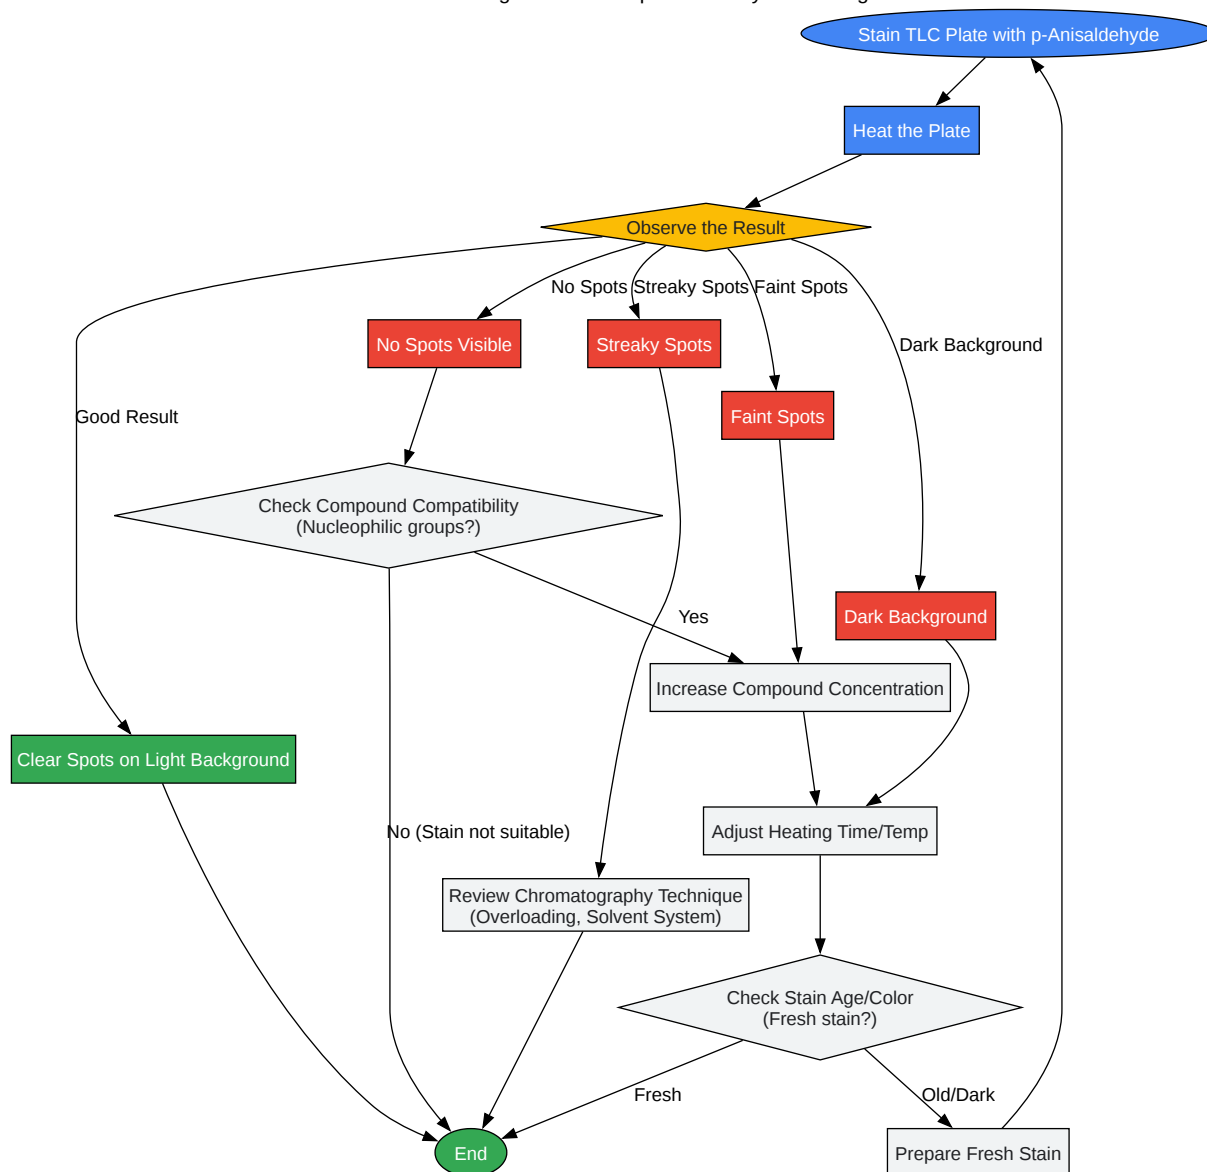 Stain TLC Plate with p-Anisaldehyde
Heat the Plate
Observe the Result
No Spots
Streaky Spots
Faint Spots
No Spots Visible
Streaky Spots
Dark Background
Good Result
Faint Spots
Check Compound Compatibility
(Nucleophilic groups?)
Yes
Dark Background
Increase Compound Concentration
Clear Spots on Light Background
No (Stain not suitable)
Adjust Heating Time/Temp
Review Chromatography Technique
(Overloading, Solvent System)
Check Stain Age/Color
(Fresh stain?)
Fresh
Old/Dark
End
Prepare Fresh Stain